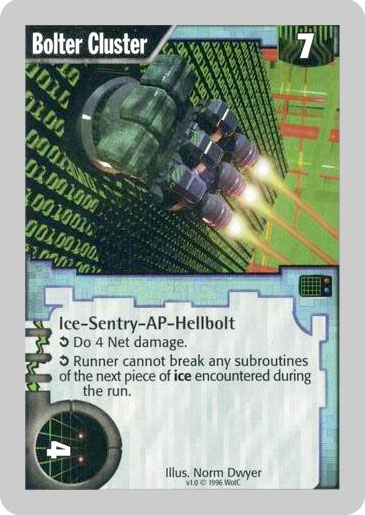 Bolter Cluster
7
Ice-Sentry-AP-Hellbolt
Do 4 Net damage.
Runner cannot break any subroutines
of the next piece of ice encountered during
the run.
4
Illus. Norm Dwyer
v1.0 © 1996 WotC